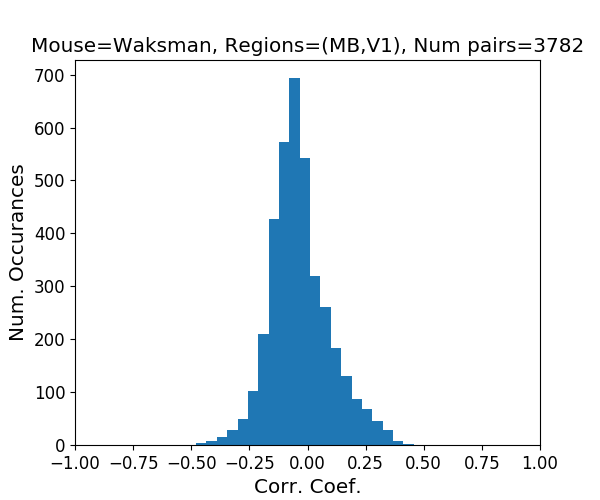 Mouse=Waksman, Regions=(MB,V1), Num pairs=3782
700
600
500
400
300
200
100
0
Num. Occurances
−1.00 −0.75 −0.50 −0.25 0.00 0.25 0.50 0.75 1.00
Corr. Coef.